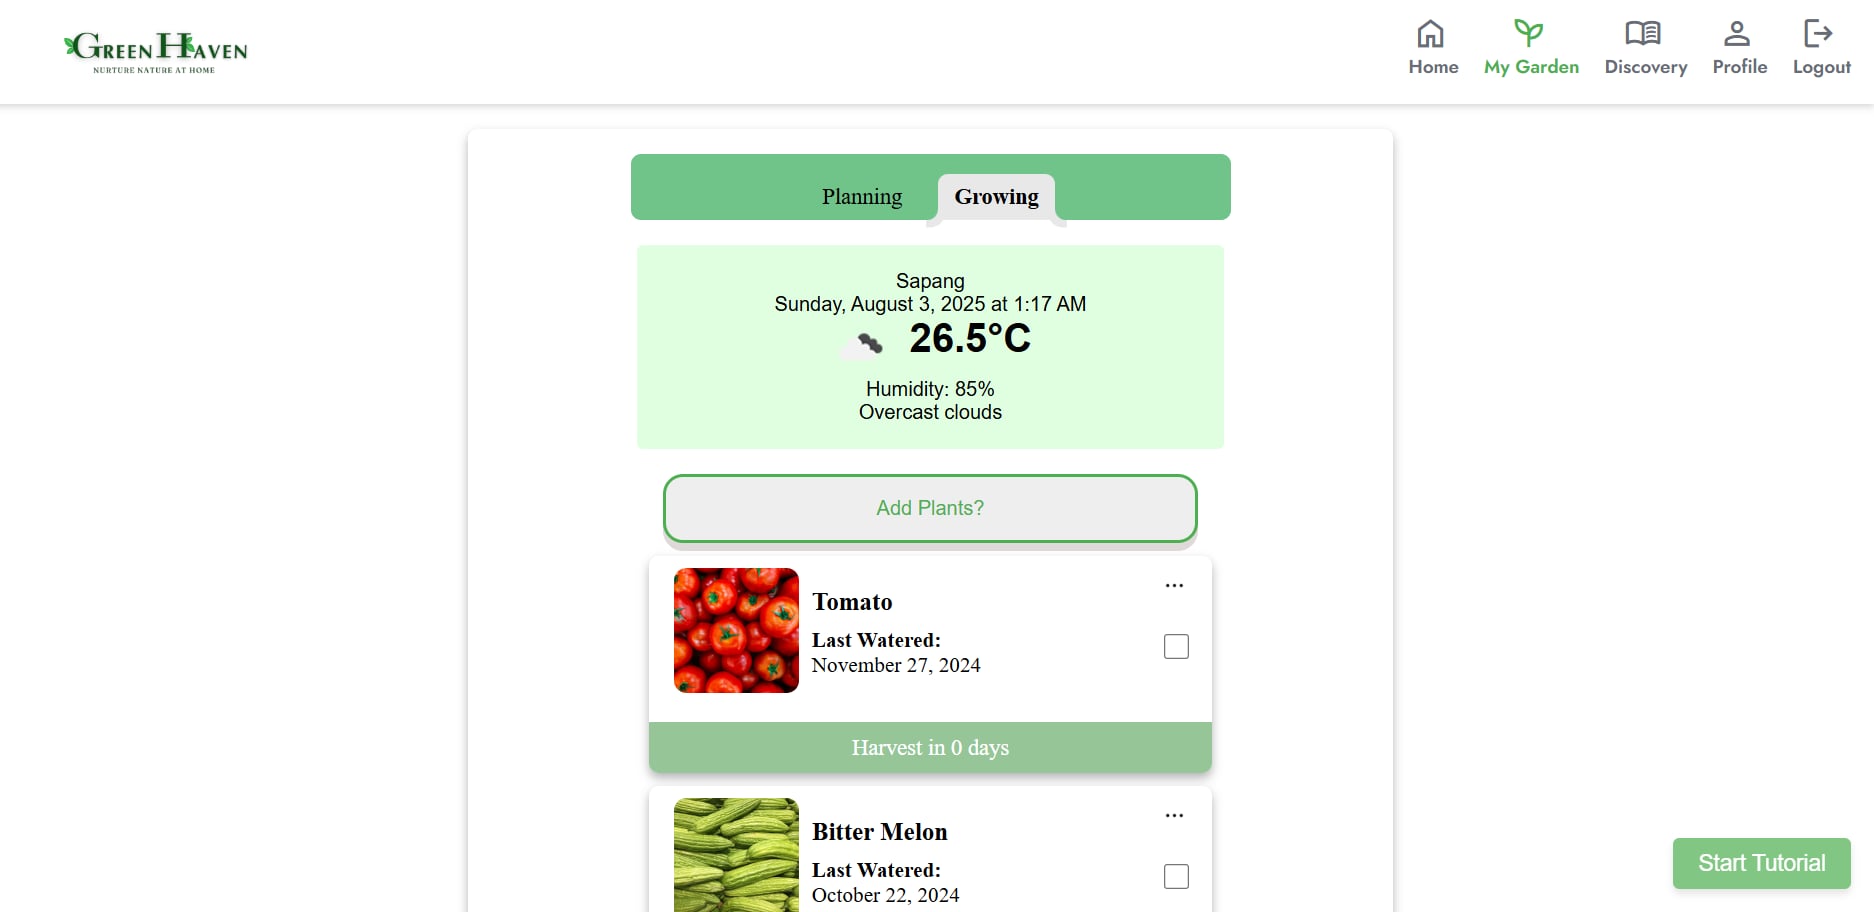 GREEN HAVEN
NURTURE NATURE AT HOME
Home
My Garden
Discovery
Profile
Logout
Planning
Growing
Sapang
Sunday, August 3, 2025 at 1:17 AM
26.5°C
Humidity: 85%
Overcast clouds
Add Plants?
...
Tomato
Last Watered:
November 27, 2024
Harvest in 0 days
...
Bitter Melon
Last Watered:
October 22, 2024
Start Tutorial